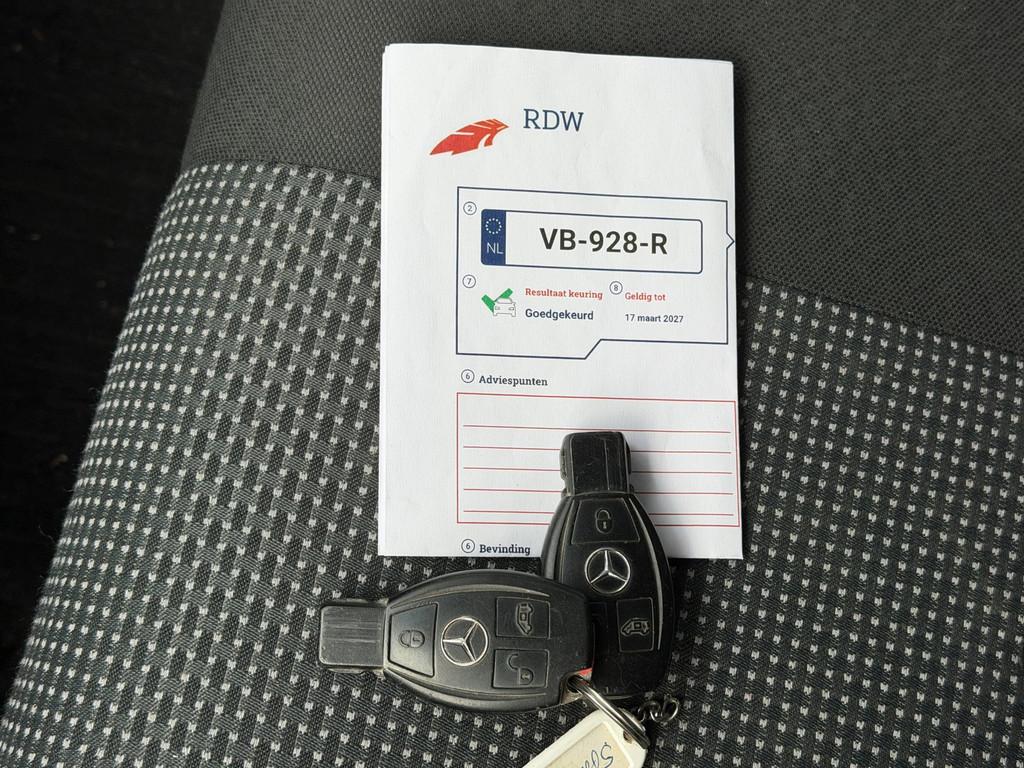 RDW
2
NL
VB-928-R
7
Resultaat keuring
Goedgekeurd
8
Geldig tot
17 maart 2027
6 Adviespunten
6 Bevinding